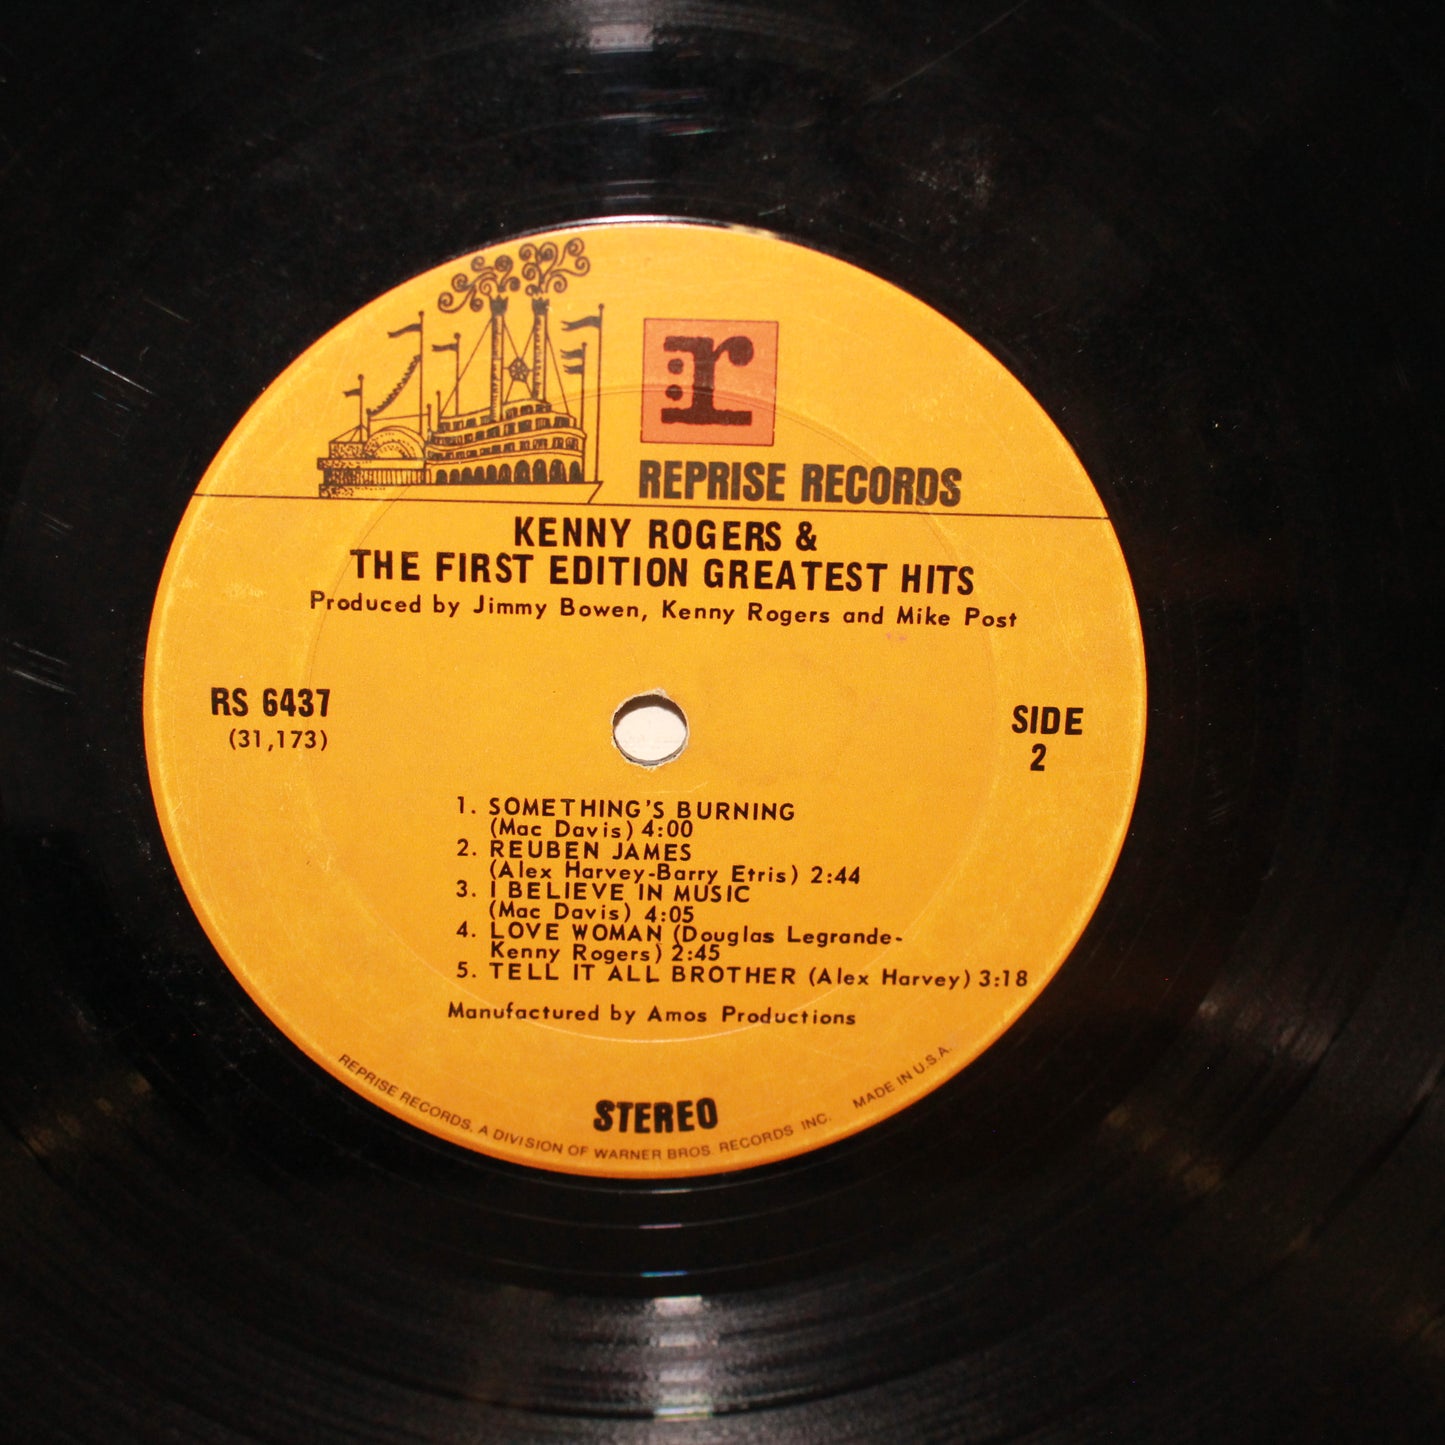 r
REPRISE RECORDS
KENNY ROGERS &
THE FIRST EDITION GREATEST HITS
Produced by Jimmy Bowen, Kenny Rogers and Mike Post
RS 6437
(31,173)
SIDE
2
1. SOMETHING'S BURNING
(Mac Davis) 4:00
2. REUBEN JAMES
(Alex Harvey-Barry Etris) 2:44
3. I BELIEVE IN MUSIC
(Mac Davis) 4:05
4. LOVE WOMAN (Douglas Legrande-
Kenny Rogers) 2:45
5. TELL IT ALL BROTHER (Alex Harvey) 3:18
Manufactured by Amos Productions
STEREO
REPRISE RECORDS, A DIVISION OF WARNER BROS. RECORDS INC. MADE IN U.S.A.